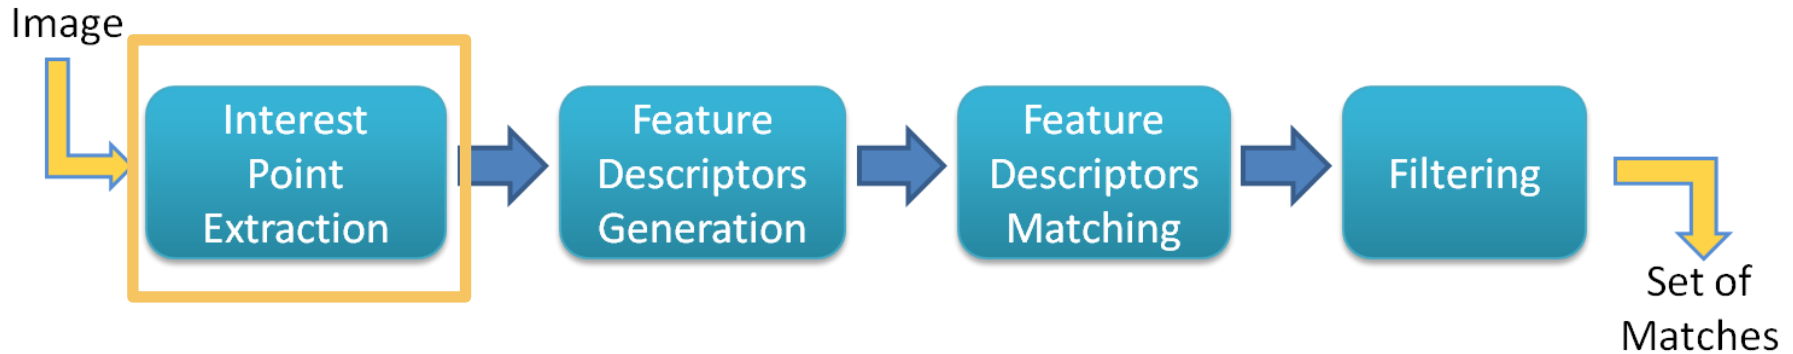 Image
Interest
Point
Extraction
Feature
Descriptors
Generation
Feature
Descriptors
Matching
Filtering
Set of
Matches